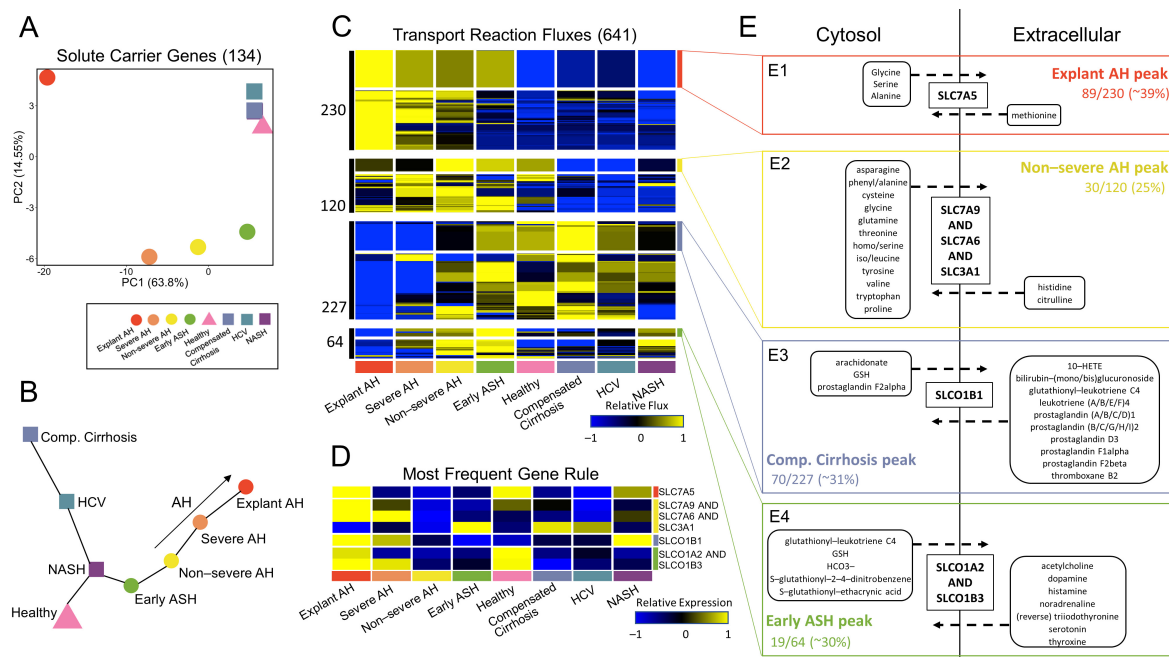 A
Solute Carrier Genes (134)
PC2 (14.55%)
3
0
-3
-6
-20
-10
0
PC1 (63.8%)
Explant AH
Severe AH
Non-severe AH
Early ASH
Healthy
Compensated
Cirrhosis
HCV
NASH
B
Comp. Cirrhosis
HCV
NASH
Healthy
Early ASH
Non-severe AH
Severe AH
Explant AH
AH
C
Transport Reaction Fluxes (641)
230
120
227
64
Explant AH
Severe AH
Non-severe AH
Early ASH
Healthy
Compensated
Cirrhosis
HCV
NASH
Relative Flux
-1
0
1
D
Most Frequent Gene Rule
SLC7A5
SLC7A9 AND
SLC7A6 AND
SLC3A1
SLCO1B1
SLCO1A2 AND
SLCO1B3
Explant AH
Severe AH
Non-severe AH
Early ASH
Healthy
Compensated
Cirrhosis
HCV
NASH
Relative Expression
-1
0
1
E
Cytosol
Extracellular
E1
Glycine
Serine
Alanine
SLC7A5
methionine
Explant AH peak
89/230 (~39%)
E2
asparagine
phenyl/alanine
cysteine
glycine
glutamine
threonine
homo/serine
iso/leucine
tyrosine
valine
tryptophan
proline
SLC7A9
AND
SLC7A6
AND
SLC3A1
histidine
citrulline
Non-severe AH peak
30/120 (25%)
E3
arachidonate
GSH
prostaglandin F2alpha
SLCO1B1
10-HETE
bilirubin-(mono/bis)glucuronoside
glutathionyl-leukotriene C4
leukotriene (A/B/E/F)4
prostaglandin (A/B/C/D)1
prostaglandin (B/C/G/H/I)2
prostaglandin D3
prostaglandin F1alpha
prostaglandin F2beta
thromboxane B2
Comp. Cirrhosis peak
70/227 (~31%)
E4
glutathionyl-leukotriene C4
GSH
HCO3-
S-glutathionyl-2-4-dinitrobenzene
S-glutathionyl-ethacrynic acid
SLCO1A2
AND
SLCO1B3
acetylcholine
dopamine
histamine
noradrenaline
(reverse) triiodothyronine
serotonin
thyroxine
Early ASH peak
19/64 (~30%)